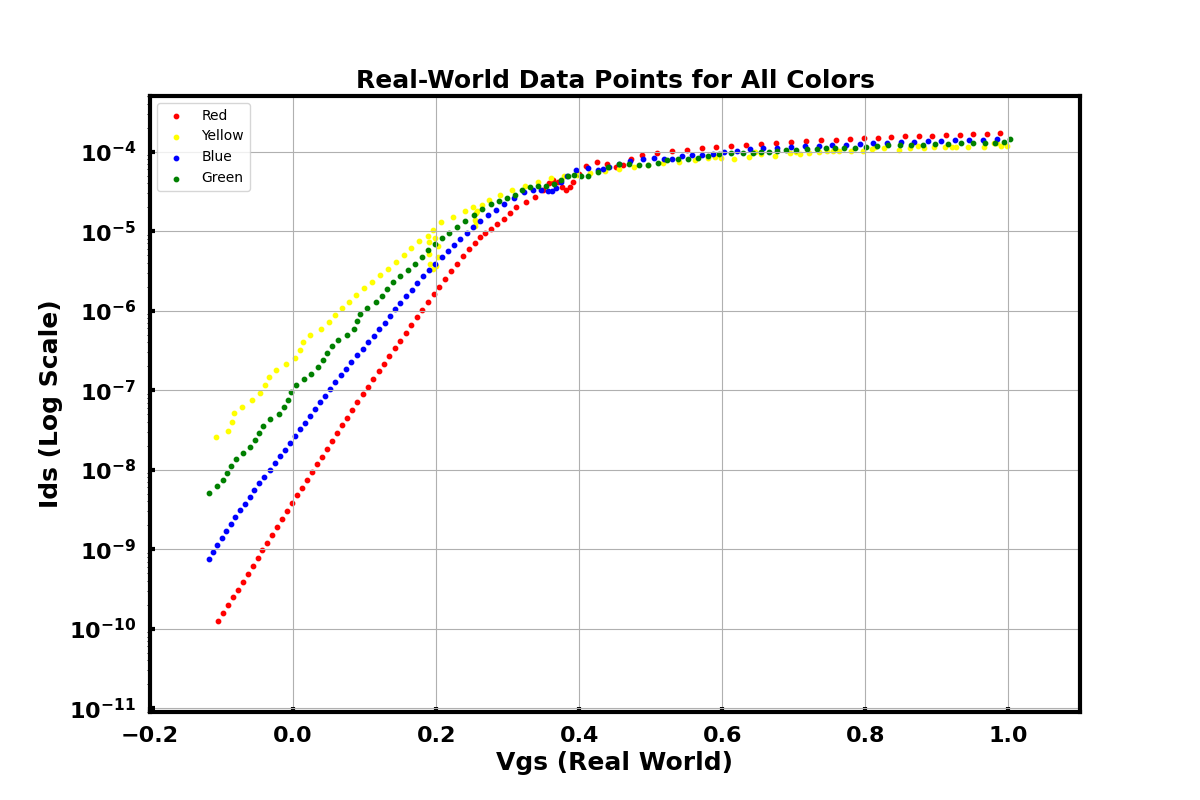 Real-World Data Points for All Colors
Red
Yellow
Blue
Green
10⁻⁴
10⁻⁵
10⁻⁶
10⁻⁷
10⁻⁸
10⁻⁹
10⁻¹⁰
10⁻¹¹
Ids (Log Scale)
−0.2 0.0 0.2 0.4 0.6 0.8 1.0
Vgs (Real World)